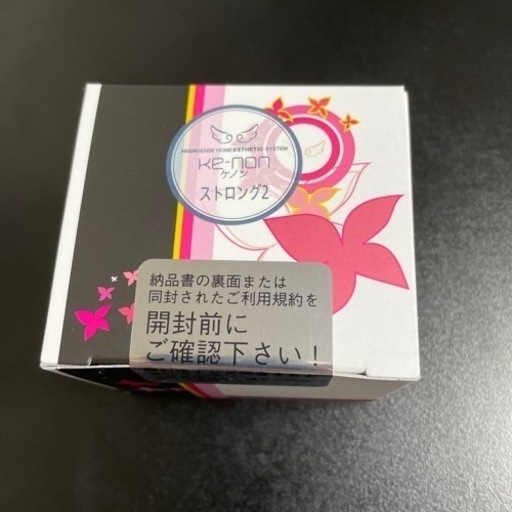 HIGHSENSE HOME ESTHETIC SYSTEM
Ke-non
ケノン
ストロング2
納品書の裏面または
同封されたご利用規約を
開封前に
ご確認下さい！